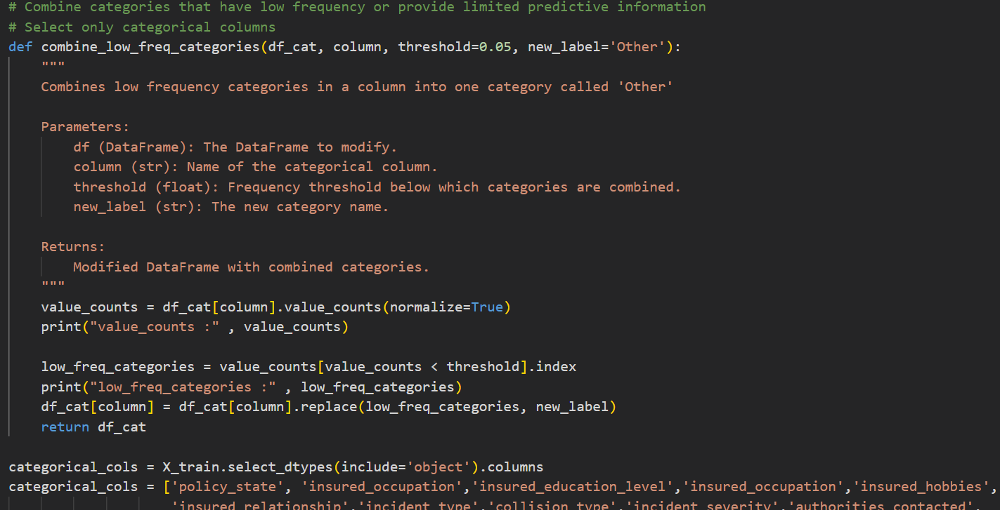 # Combine categories that have low frequency or provide limited predictive information
# Select only categorical columns
def combine_low_freq_categories(df_cat, column, threshold=0.05, new_label='Other'):
    """
    Combines low frequency categories in a column into one category called 'Other'

    Parameters:
        df (DataFrame): The DataFrame to modify.
        column (str): Name of the categorical column.
        threshold (float): Frequency threshold below which categories are combined.
        new_label (str): The new category name.

    Returns:
        Modified DataFrame with combined categories.
    """
    value_counts = df_cat[column].value_counts(normalize=True)
    print("value_counts :" , value_counts)

    low_freq_categories = value_counts[value_counts < threshold].index
    print("low_freq_categories :" , low_freq_categories)
    df_cat[column] = df_cat[column].replace(low_freq_categories, new_label)
    return df_cat

categorical_cols = X_train.select_dtypes(include='object').columns
categorical_cols = ['policy_state', 'insured_occupation','insured_education_level','insured_occupation','insured_hobbies',
                    'insured_relationship','incident_type','collision_type','incident_severity','authorities_contacted',